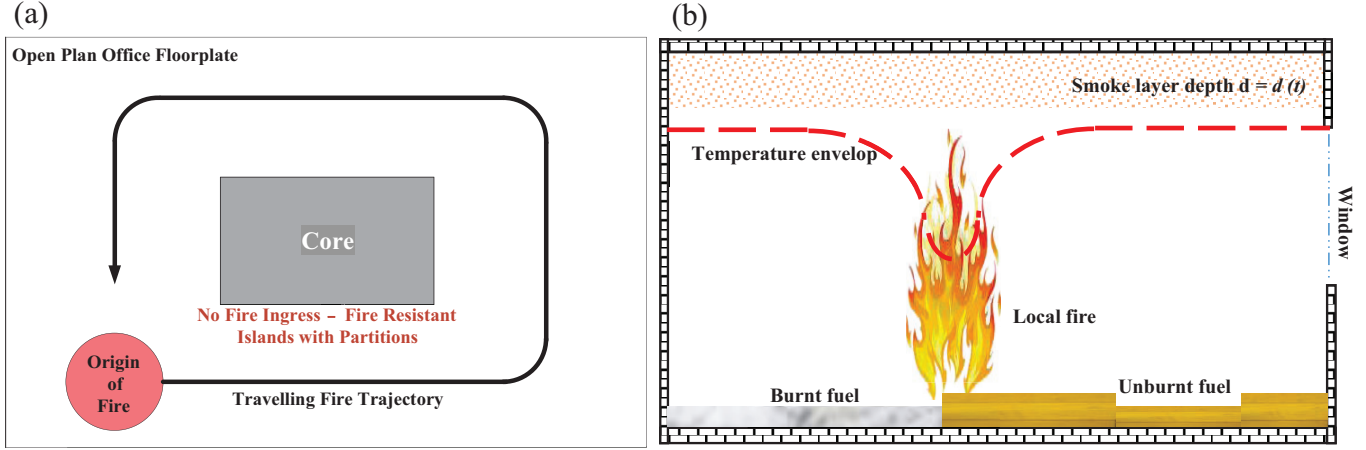 (a)
Open Plan Office Floorplate
Core
No Fire Ingress – Fire Resistant
Islands with Partitions
Origin
of
Fire
Travelling Fire Trajectory
(b)
Smoke layer depth d = d (t)
Temperature envelop
Window
Local fire
Burnt fuel
Unburnt fuel